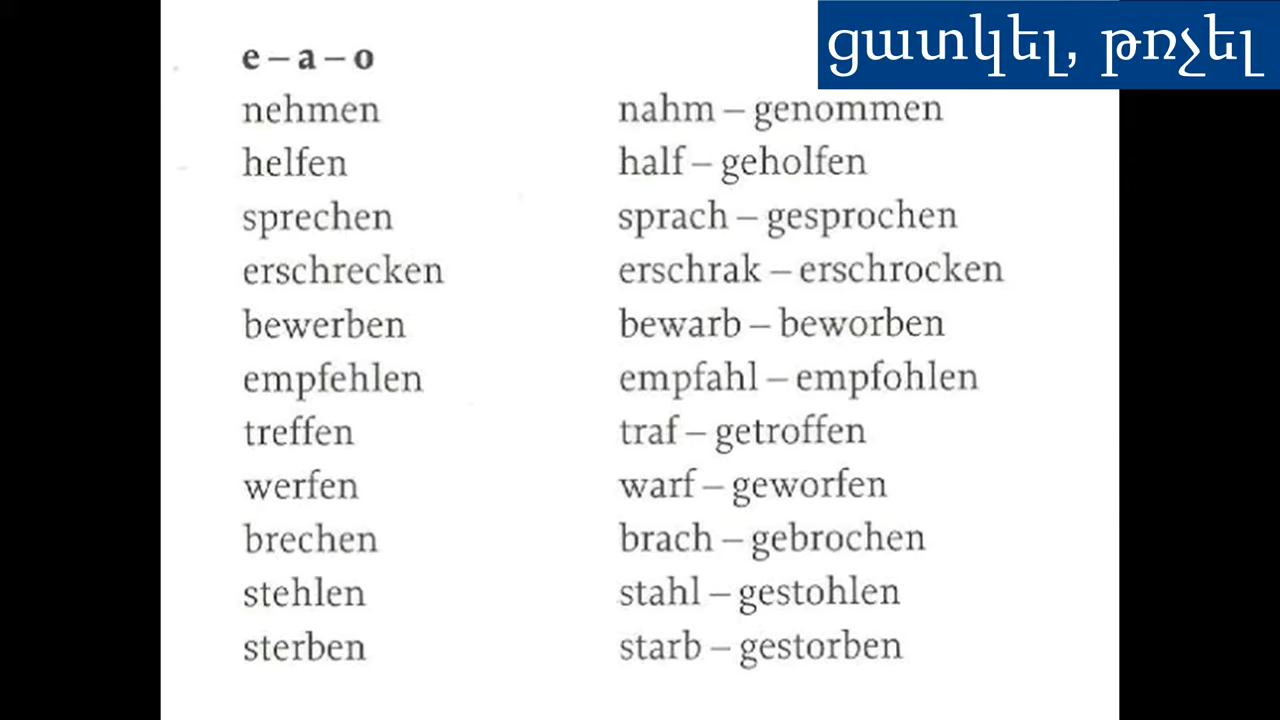 ցատկել, թռչել
e – a – o
nehmen nahm – genommen
helfen half – geholfen
sprechen sprach – gesprochen
erschrecken erschrak – erschrocken
bewerben bewarb – beworben
empfehlen empfahl – empfohlen
treffen traf – getroffen
werfen warf – geworfen
brechen brach – gebrochen
stehlen stahl – gestohlen
sterben starb – gestorben